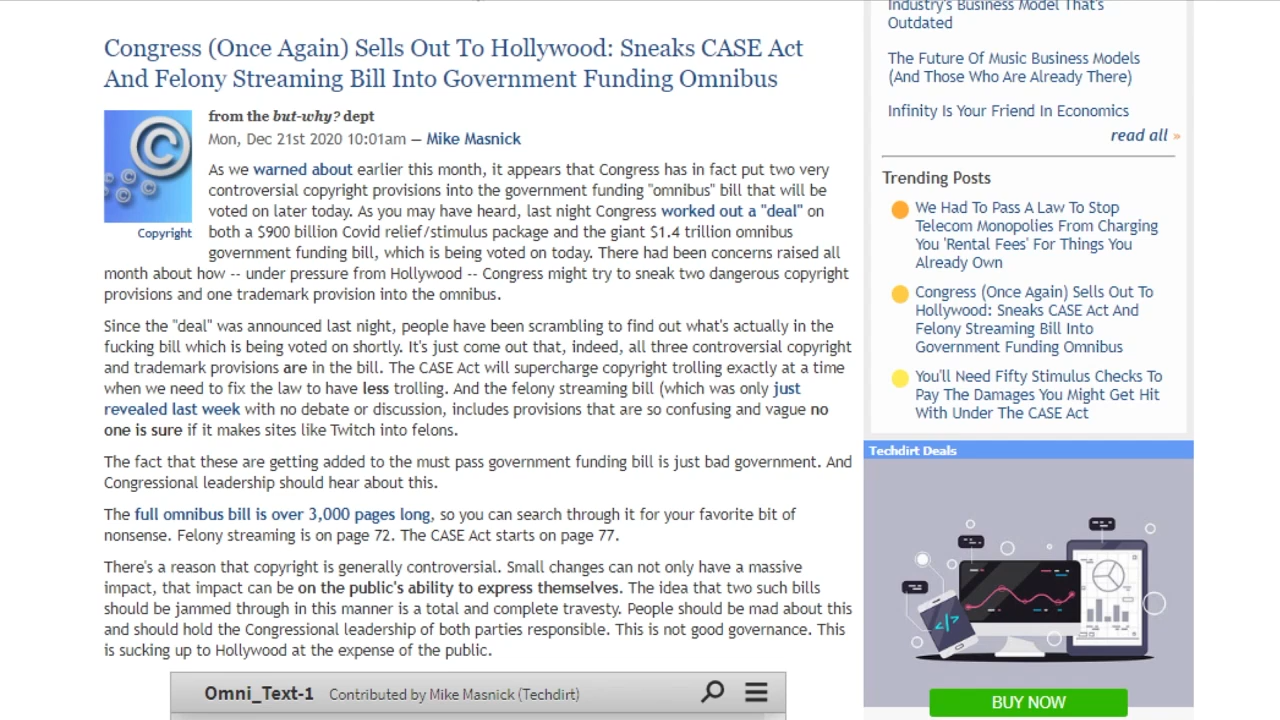 Congress (Once Again) Sells Out To Hollywood: Sneaks CASE Act
And Felony Streaming Bill Into Government Funding Omnibus
from the but-why? dept
Mon, Dec 21st 2020 10:01am — Mike Masnick
Copyright
As we warned about earlier this month, it appears that Congress has in fact put two very
controversial copyright provisions into the government funding "omnibus" bill that will be
voted on later today. As you may have heard, last night Congress worked out a "deal" on
both a $900 billion Covid relief/stimulus package and the giant $1.4 trillion omnibus
government funding bill, which is being voted on today. There had been concerns raised all
month about how -- under pressure from Hollywood -- Congress might try to sneak two dangerous copyright
provisions and one trademark provision into the omnibus.
Since the "deal" was announced last night, people have been scrambling to find out what's actually in the
fucking bill which is being voted on shortly. It's just come out that, indeed, all three controversial copyright
and trademark provisions are in the bill. The CASE Act will supercharge copyright trolling exactly at a time
when we need to fix the law to have less trolling. And the felony streaming bill (which was only just
revealed last week with no debate or discussion, includes provisions that are so confusing and vague no
one is sure if it makes sites like Twitch into felons.
The fact that these are getting added to the must pass government funding bill is just bad government. And
Congressional leadership should hear about this.
The full omnibus bill is over 3,000 pages long, so you can search through it for your favorite bit of
nonsense. Felony streaming is on page 72. The CASE Act starts on page 77.
There's a reason that copyright is generally controversial. Small changes can not only have a massive
impact, that impact can be on the public's ability to express themselves. The idea that two such bills
should be jammed through in this manner is a total and complete travesty. People should be mad about this
and should hold the Congressional leadership of both parties responsible. This is not good governance. This
is sucking up to Hollywood at the expense of the public.
Omni_Text-1 Contributed by Mike Masnick (Techdirt)
Industry's Business Model That's
Outdated
The Future Of Music Business Models
(And Those Who Are Already There)
Infinity Is Your Friend In Economics
read all »
Trending Posts
We Had To Pass A Law To Stop
Telecom Monopolies From Charging
You 'Rental Fees' For Things You
Already Own
Congress (Once Again) Sells Out To
Hollywood: Sneaks CASE Act And
Felony Streaming Bill Into
Government Funding Omnibus
You'll Need Fifty Stimulus Checks To
Pay The Damages You Might Get Hit
With Under The CASE Act
Techdirt Deals
</>
BUY NOW